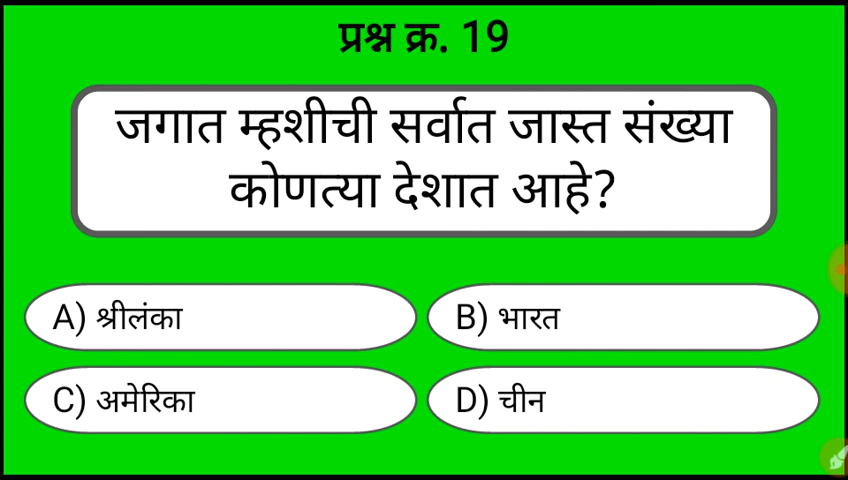 प्रश्न क्र. 19
जगात म्हशीची सर्वात जास्त संख्या
कोणत्या देशात आहे?
A) श्रीलंका
B) भारत
C) अमेरिका
D) चीन